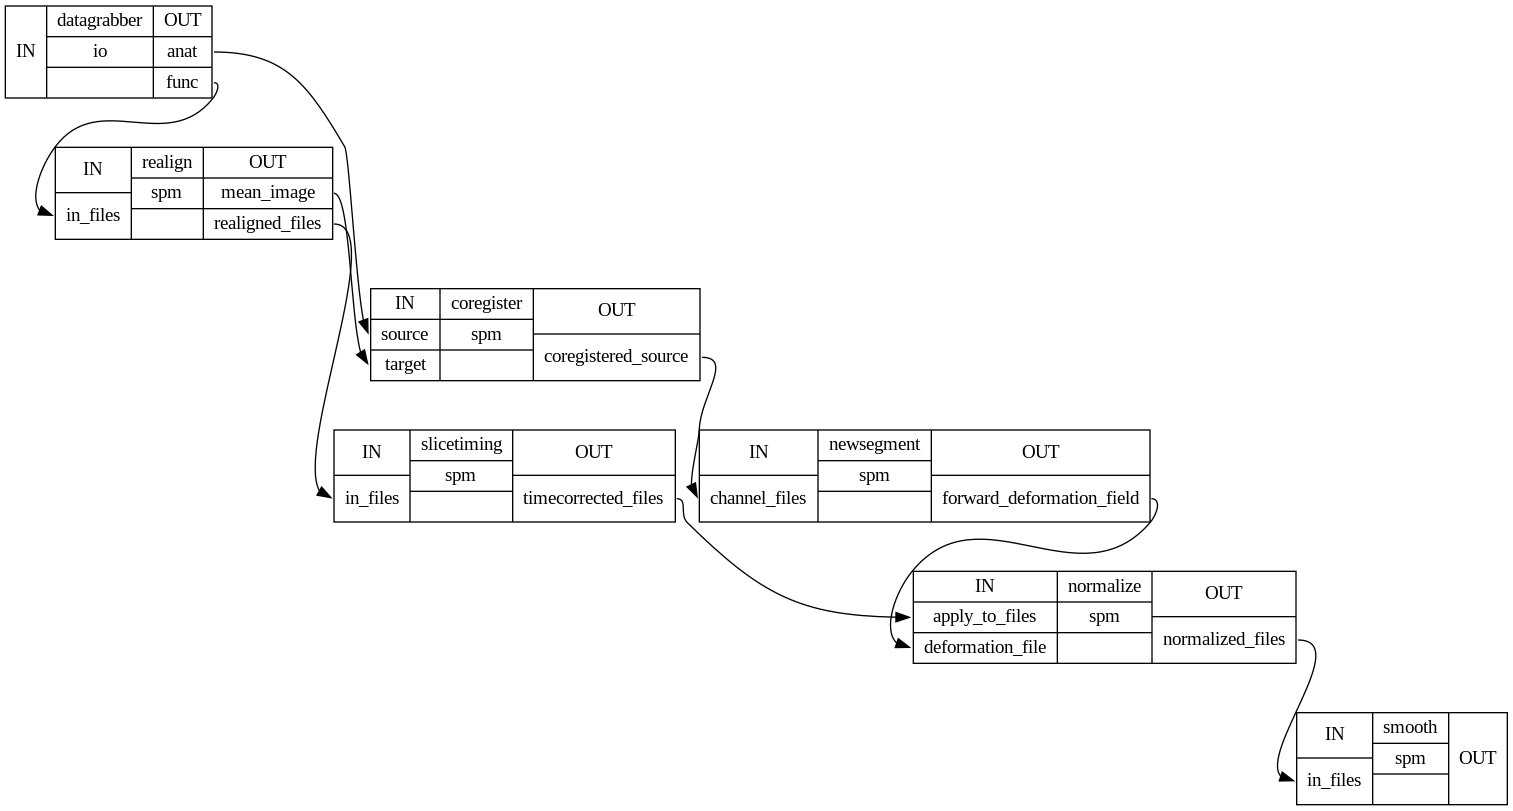 IN
datagrabber
OUT
io
anat
func
IN
realign
OUT
spm
mean_image
in_files
realigned_files
IN
coregister
OUT
source
spm
target
coregistered_source
IN
slicetiming
OUT
spm
in_files
timecorrected_files
IN
newsegment
OUT
spm
channel_files
forward_deformation_field
IN
normalize
OUT
apply_to_files
spm
deformation_file
normalized_files
IN
smooth
OUT
spm
in_files